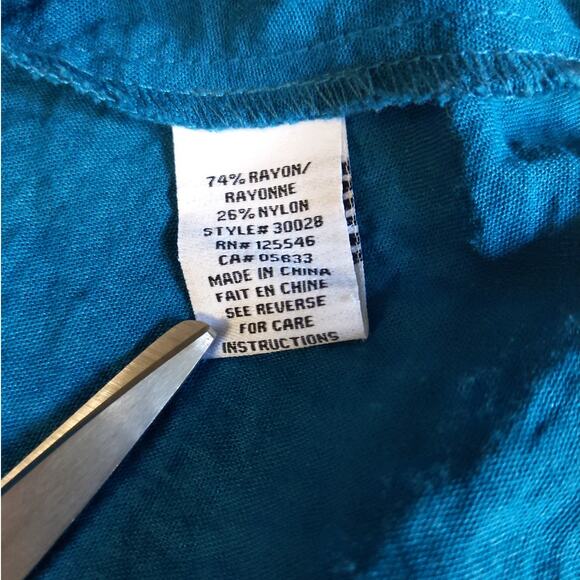 74% RAYON/
RAYONNE
26% NYLON
STYLE# 30028
RN# 125546
CA# 05633
MADE IN CHINA
FAIT EN CHINE
SEE REVERSE
FOR CARE
INSTRUCTIONS